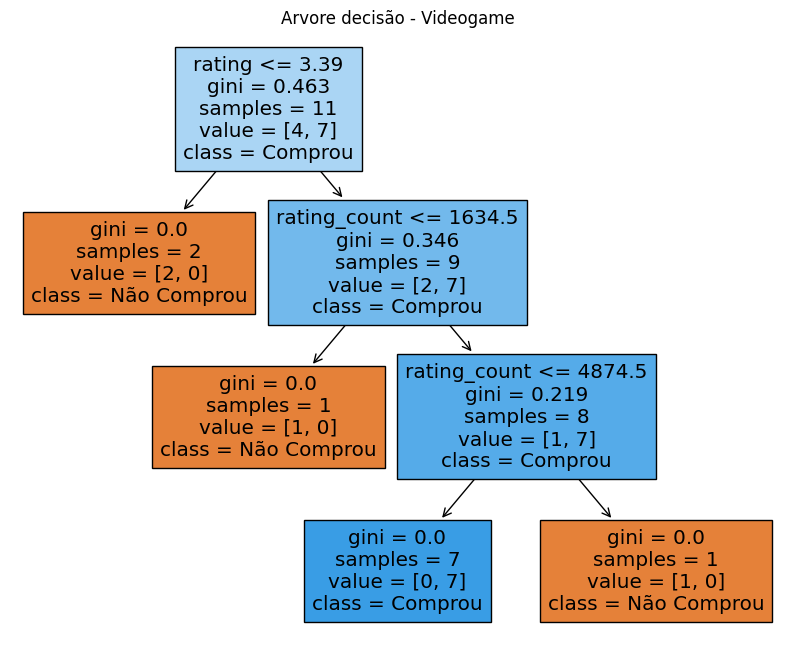 Arvore decisão - Videogame
rating <= 3.39
gini = 0.463
samples = 11
value = [4, 7]
class = Comprou
gini = 0.0
samples = 2
value = [2, 0]
class = Não Comprou
rating_count <= 1634.5
gini = 0.346
samples = 9
value = [2, 7]
class = Comprou
gini = 0.0
samples = 1
value = [1, 0]
class = Não Comprou
rating_count <= 4874.5
gini = 0.219
samples = 8
value = [1, 7]
class = Comprou
gini = 0.0
samples = 7
value = [0, 7]
class = Comprou
gini = 0.0
samples = 1
value = [1, 0]
class = Não Comprou